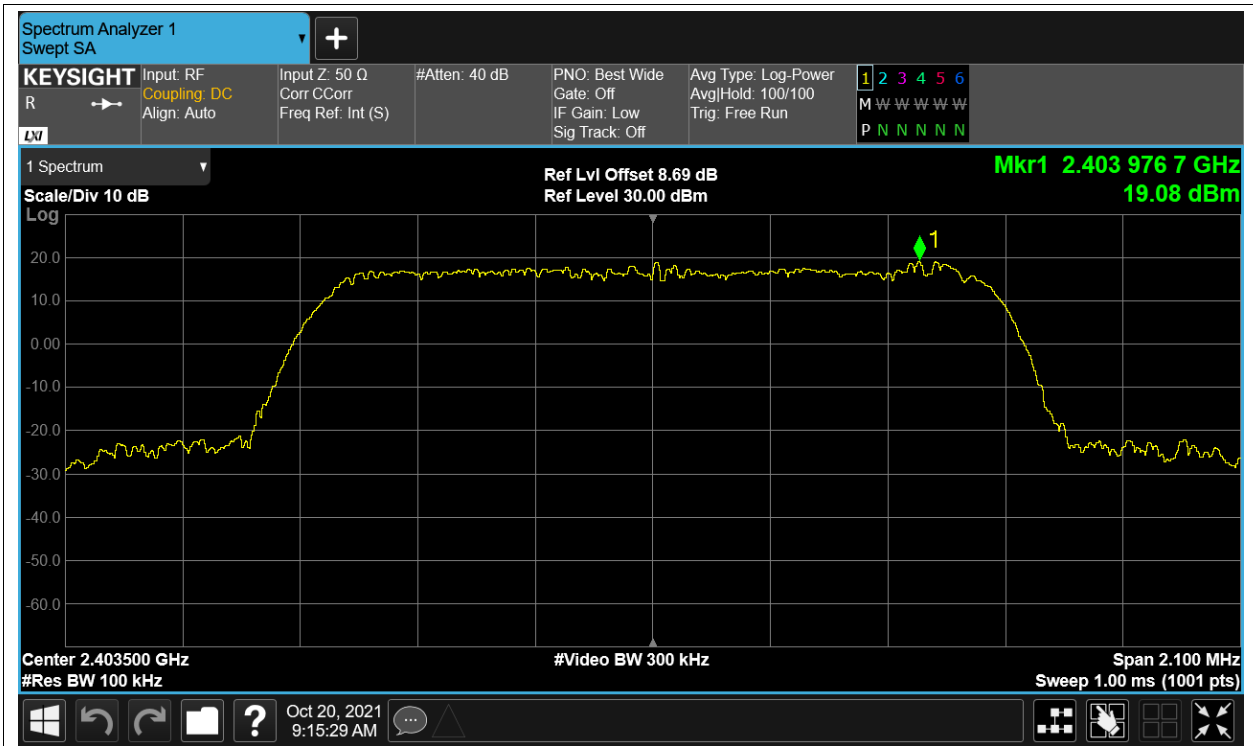 Spectrum Analyzer 1
Swept SA
KEYSIGHT
R
LXI
Input: RF
Coupling: DC
Align: Auto
Input Z: 50 Ω
Corr CCorr
Freq Ref: Int (S)
#Atten: 40 dB
PNO: Best Wide
Gate: Off
IF Gain: Low
Sig Track: Off
Avg Type: Log-Power
Avg|Hold: 100/100
Trig: Free Run
1 2 3 4 5 6
M W W W W W
P N N N N N
1 Spectrum
Scale/Div 10 dB
Log
Ref Lvl Offset 8.69 dB
Ref Level 30.00 dBm
Mkr1 2.403 976 7 GHz
19.08 dBm
1
20.0
10.0
0.00
-10.0
-20.0
-30.0
-40.0
-50.0
-60.0
Center 2.403500 GHz
#Res BW 100 kHz
#Video BW 300 kHz
Span 2.100 MHz
Sweep 1.00 ms (1001 pts)
?
Oct 20, 2021
9:15:29 AM